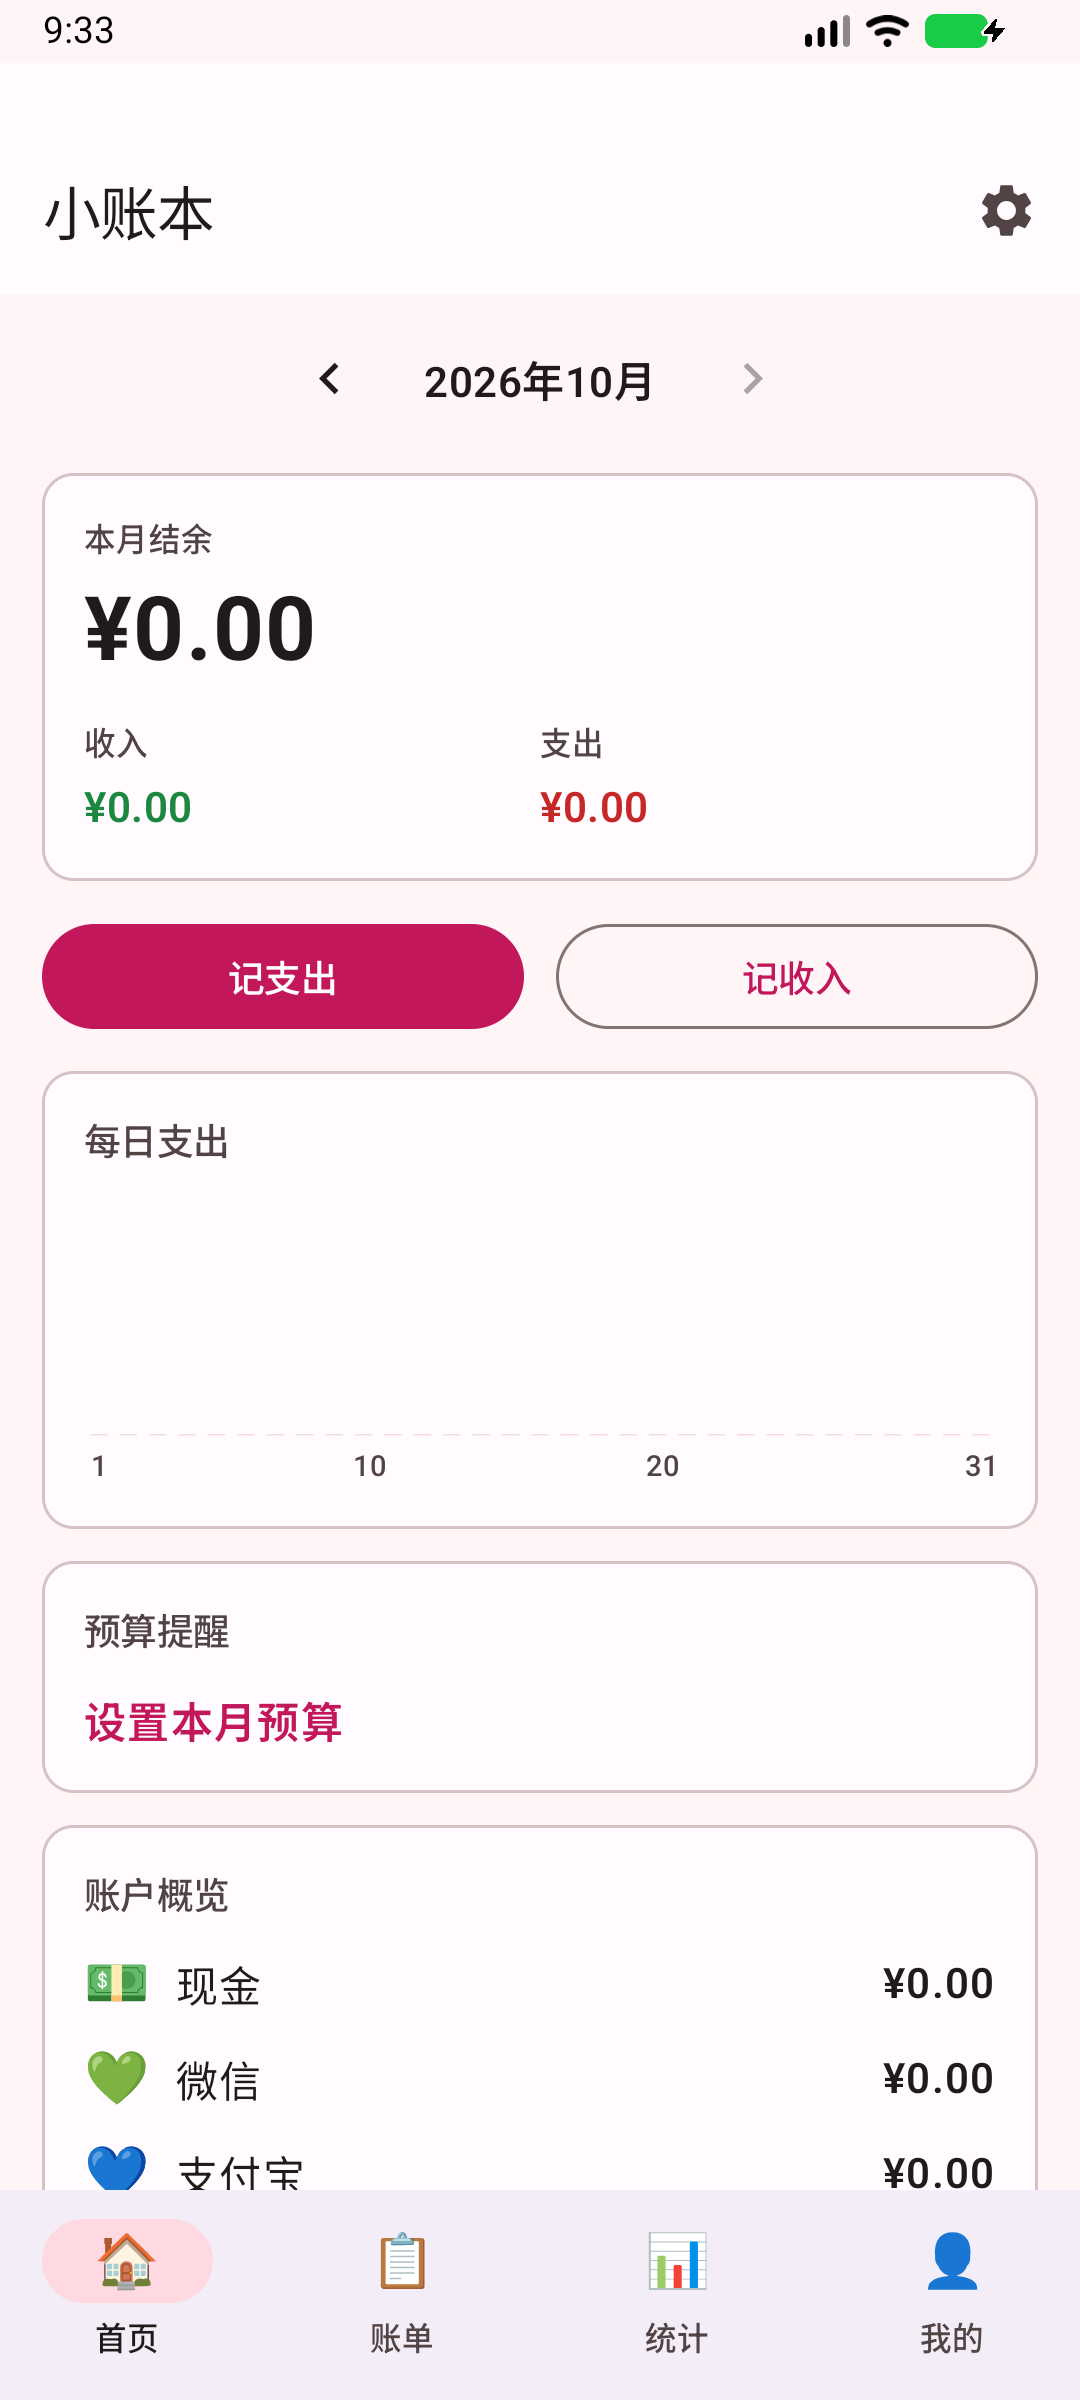 9:33
小账本
2026年10月
本月结余
¥0.00
收入
支出
¥0.00
¥0.00
记支出
记收入
每日支出
1 10 20 31
预算提醒
设置本月预算
账户概览
现金 ¥0.00
微信 ¥0.00
支付宝 ¥0.00
首页
账单
统计
我的